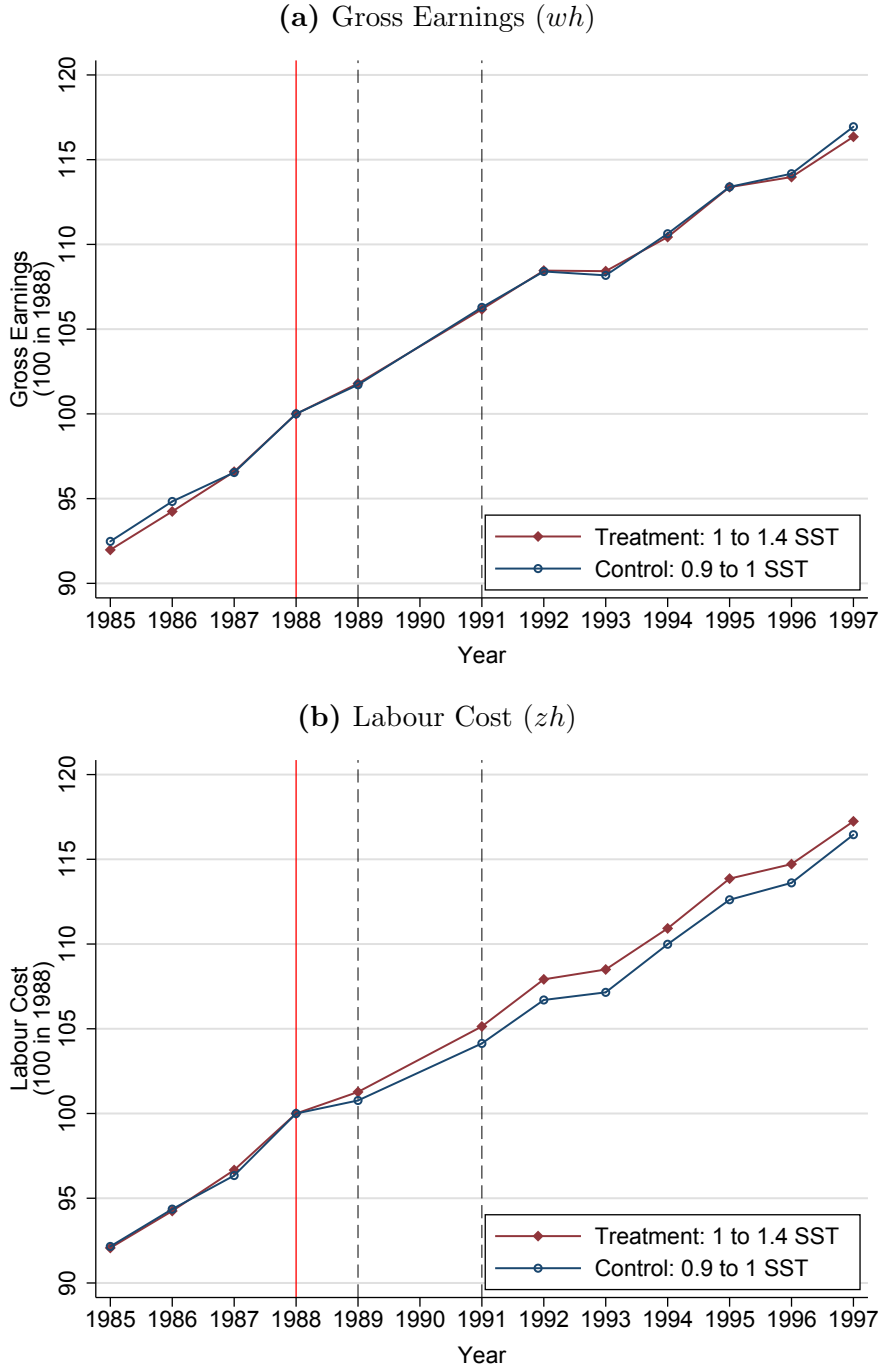 (a) Gross Earnings (wh)
120
115
110
105
100
95
90
Gross Earnings
(100 in 1988)
Treatment: 1 to 1.4 SST
Control: 0.9 to 1 SST
1985 1986 1987 1988 1989 1990 1991 1992 1993 1994 1995 1996 1997
Year
(b) Labour Cost (zh)
120
115
110
105
100
95
90
Labour Cost
(100 in 1988)
Treatment: 1 to 1.4 SST
Control: 0.9 to 1 SST
1985 1986 1987 1988 1989 1990 1991 1992 1993 1994 1995 1996 1997
Year